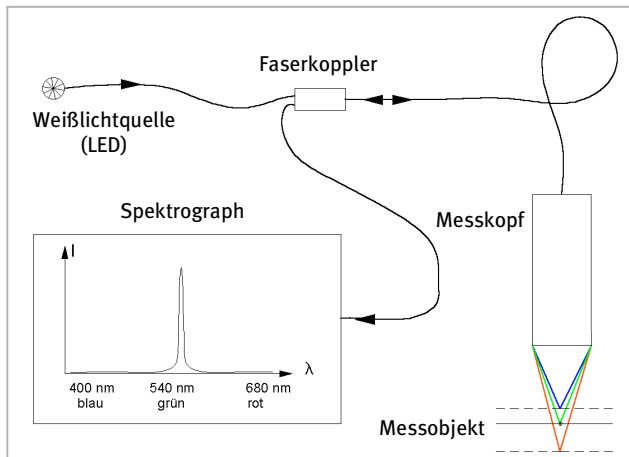 Faserkoppler
Weißlichtquelle
(LED)
Spektrograph
Messkopf
I
λ
400 nm 540 nm 680 nm
blau grün rot
Messobjekt